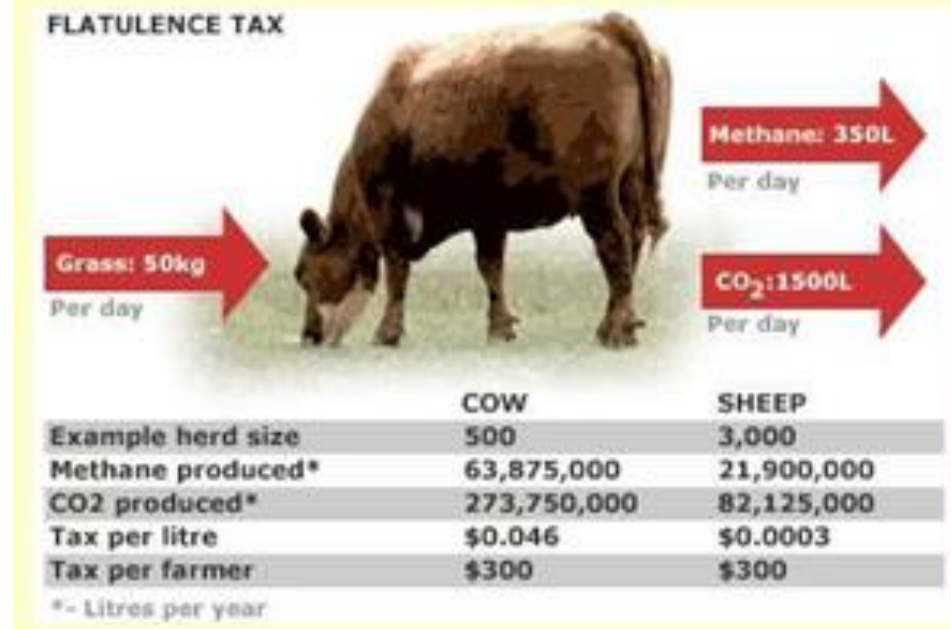 FLATULENCE TAX
Methane: 350L
Per day
Grass: 50kg
Per day
CO₂:1500L
Per day
COW SHEEP
Example herd size 500 3,000
Methane produced* 63,875,000 21,900,000
CO2 produced* 273,750,000 82,125,000
Tax per litre $0.046 $0.0003
Tax per farmer $300 $300
*- Litres per year